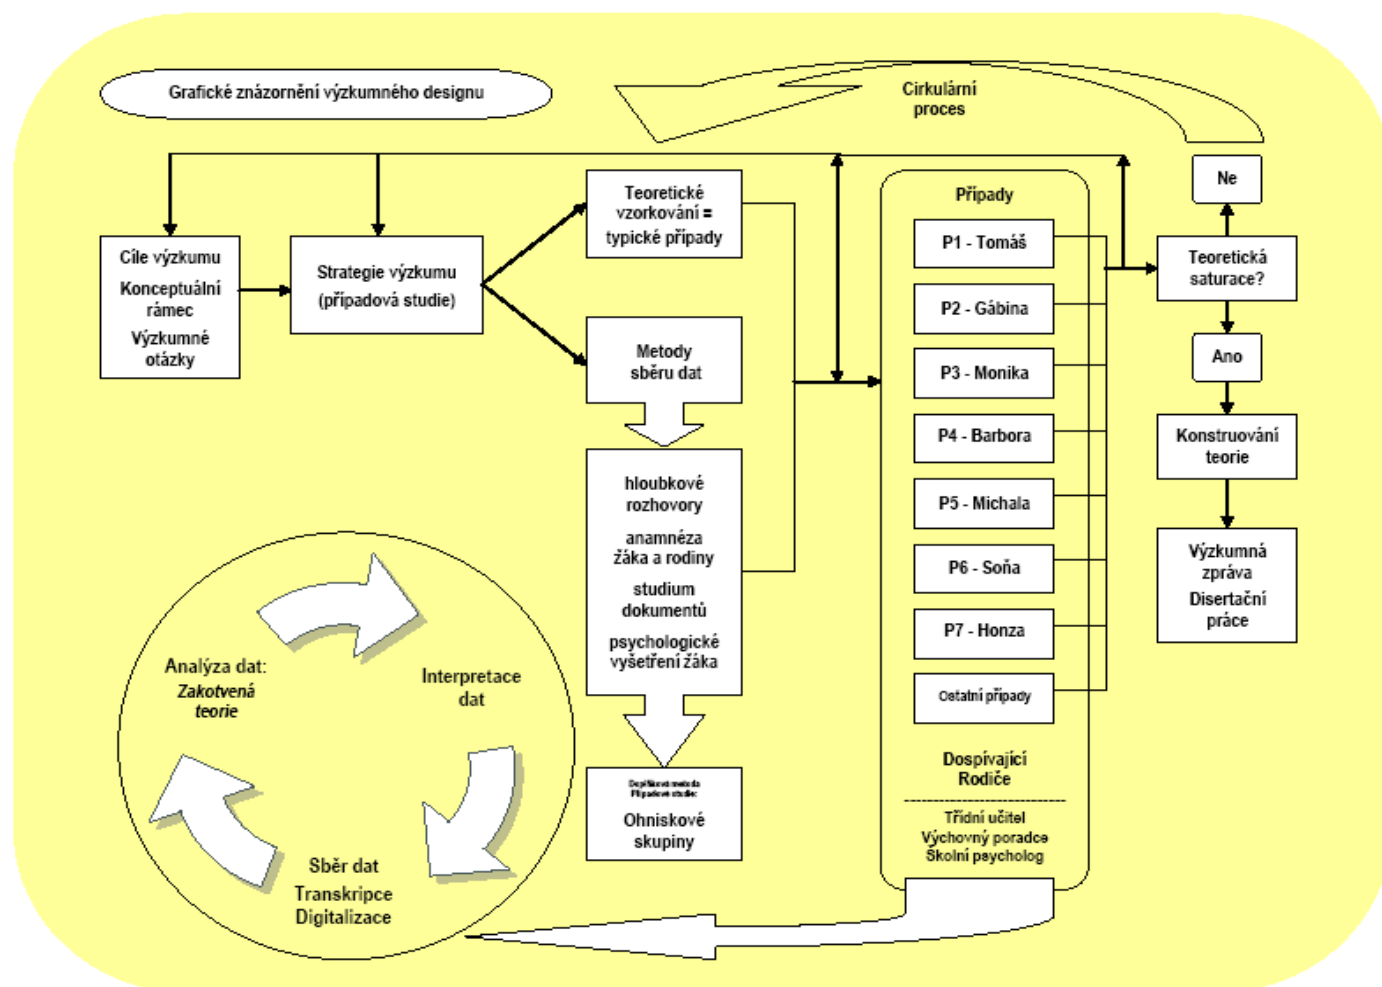 Grafické znázornění výzkumného designu
Cirkulární
proces
Cíle výzkumu
Konceptuální
rámec
Výzkumné
otázky
Strategie výzkumu
(případová studie)
Teoretické
vzorkování =
typické případy
Metody
sběru dat
hloubkové
rozhovory
anamnéza
žáka a rodiny
studium
dokumentů
psychologické
vyšetření žáka
Doplňková metoda
Případové studie:
Ohniskové
skupiny
Případy
P1 - Tomáš
P2 - Gábina
P3 - Monika
P4 - Barbora
P5 - Michala
P6 - Soňa
P7 - Honza
Ostatní případy
Dospívající
Rodiče
Třídní učitel
Výchovný poradce
Školní psycholog
Ne
Teoretická
saturace?
Ano
Konstruování
teorie
Výzkumná
zpráva
Disertační
práce
Analýza dat:
Zakotvená
teorie
Interpretace
dat
Sběr dat
Transkripce
Digitalizace